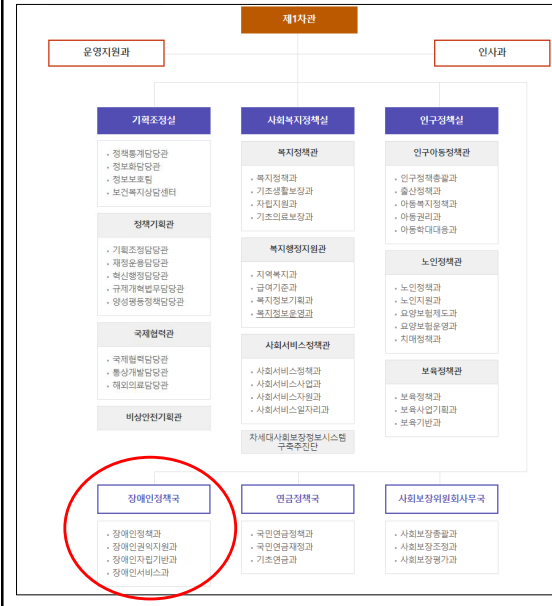 제1차관
운영지원과
인사과
기획조정실
· 정책통계담당관
· 정보화담당관
· 정보보호팀
· 보건복지상담센터
정책기획관
· 기획조정담당관
· 재정운용담당관
· 혁신행정담당관
· 규제개혁법무담당관
· 양성평등정책담당관
국제협력관
· 국제협력담당관
· 통상개발담당관
· 해외의료담당관
비상안전기획관
사회복지정책실
복지정책관
· 복지정책과
· 기초생활보장과
· 자립지원과
· 기초의료보장과
복지행정지원관
· 지역복지과
· 급여기준과
· 복지정보기획과
· 복지정보운영과
사회서비스정책관
· 사회서비스정책과
· 사회서비스사업과
· 사회서비스자원과
· 사회서비스일자리과
차세대사회보장정보시스템
구축추진단
인구정책실
인구아동정책관
· 인구정책총괄과
· 출산정책과
· 아동복지정책과
· 아동권리과
· 아동학대대응과
노인정책관
· 노인정책과
· 노인지원과
· 요양보험제도과
· 요양보험운영과
· 치매정책과
보육정책관
· 보육정책과
· 보육사업기획과
· 보육기반과
장애인정책국
· 장애인정책과
· 장애인권익지원과
· 장애인자립기반과
· 장애인서비스과
연금정책국
· 국민연금정책과
· 국민연금재정과
· 기초연금과
사회보장위원회사무국
· 사회보장총괄과
· 사회보장조정과
· 사회보장평가과